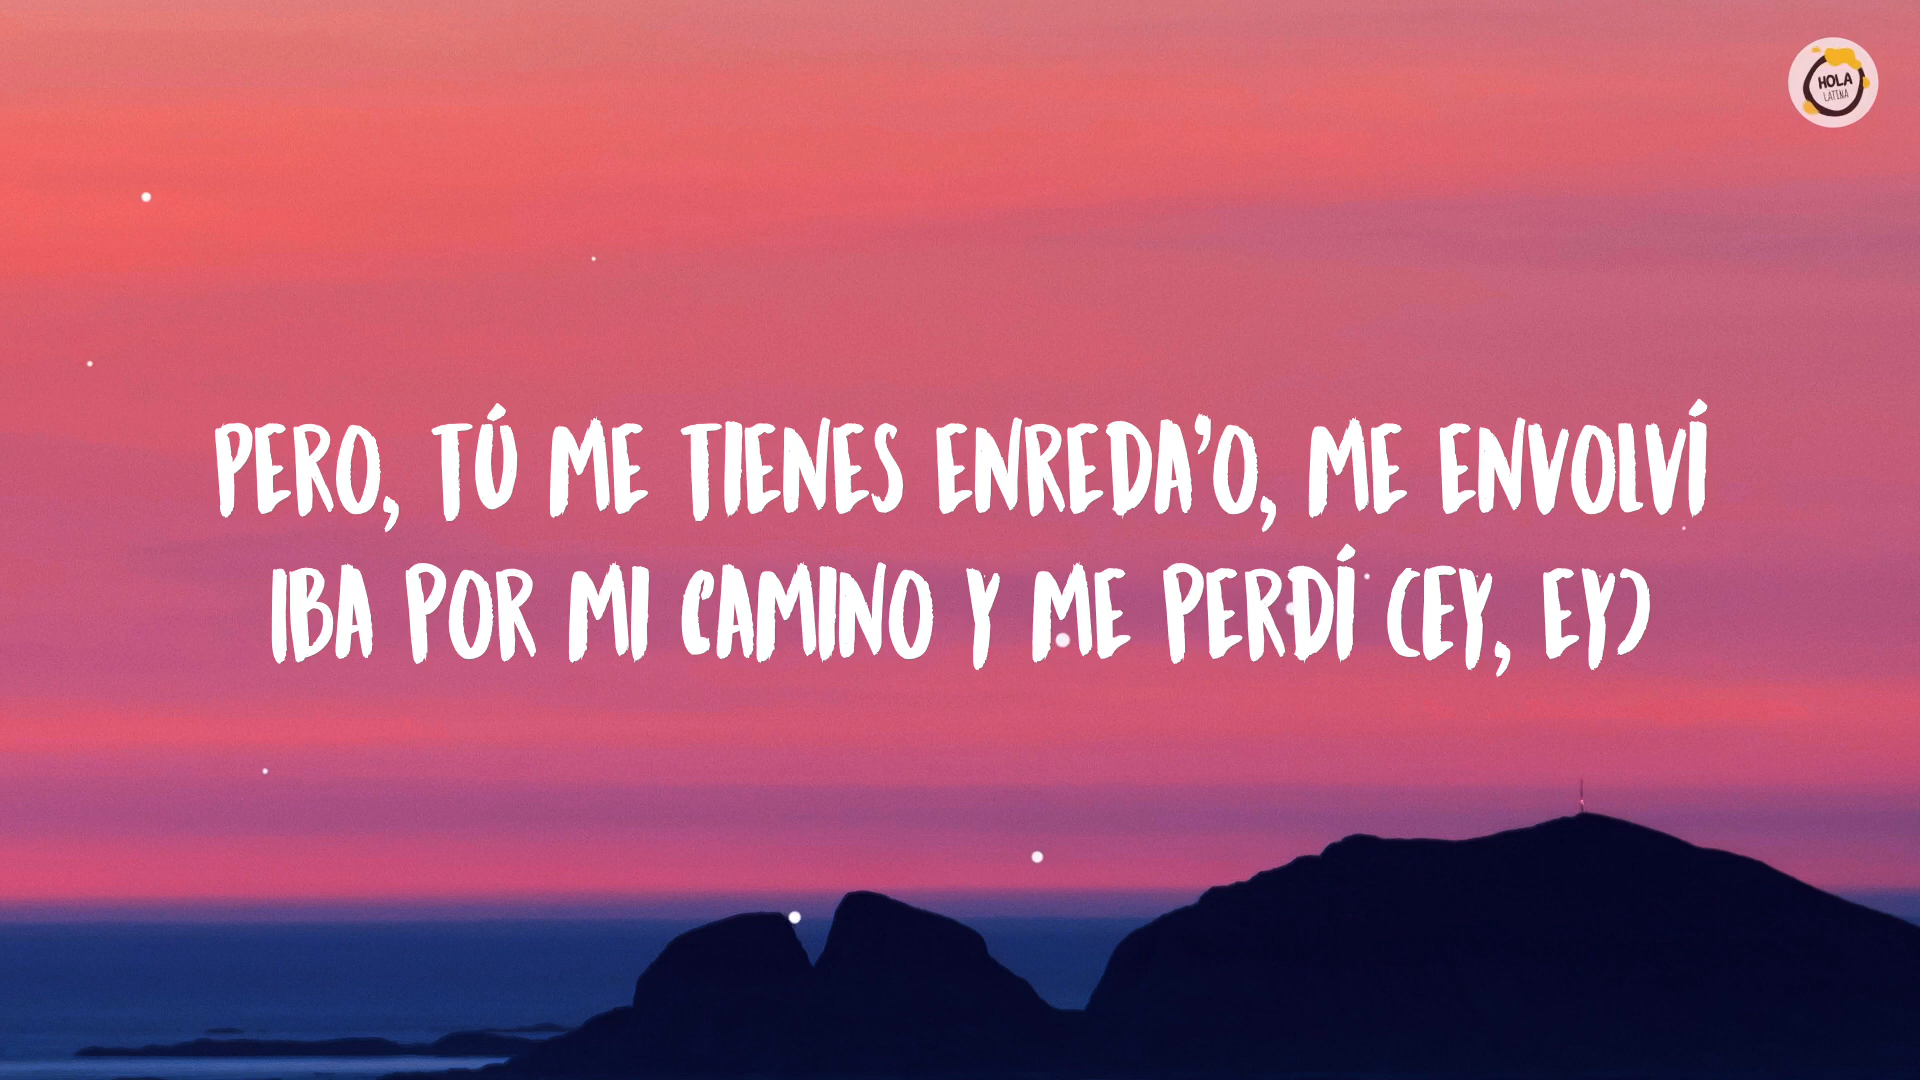 HOLA
LATINA
PERO, TÚ ME TIENES ENREDA'O, ME ENVOLVÍ
IBA POR MI CAMINO Y ME PERDÍ (EY, EY)